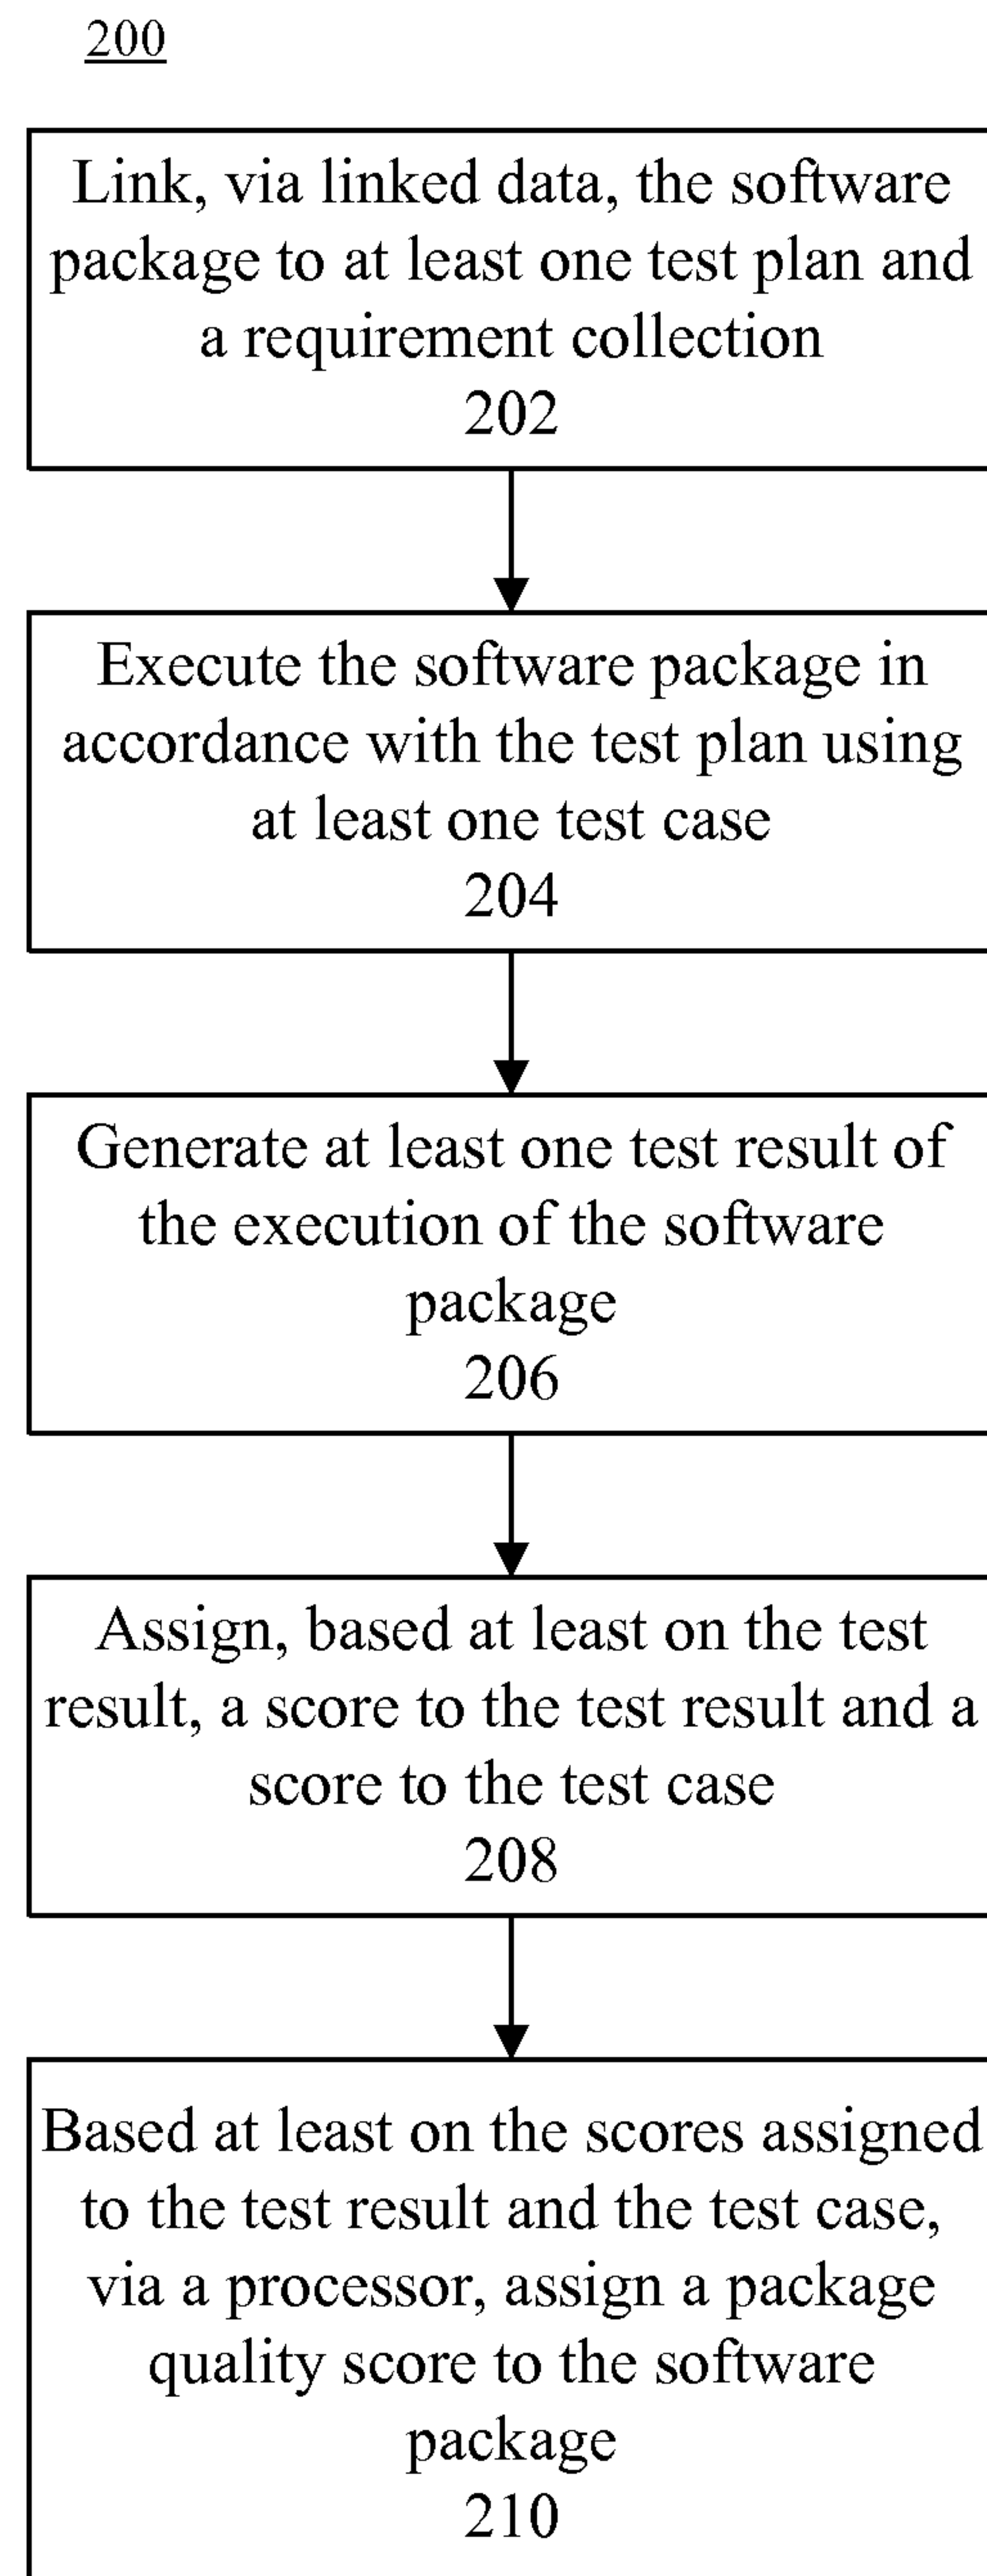 200
Link, via linked data, the software
package to at least one test plan and
a requirement collection
202
Execute the software package in
accordance with the test plan using
at least one test case
204
Generate at least one test result of
the execution of the software
package
206
Assign, based at least on the test
result, a score to the test result and a
score to the test case
208
Based at least on the scores assigned
to the test result and the test case,
via a processor, assign a package
quality score to the software
package
210